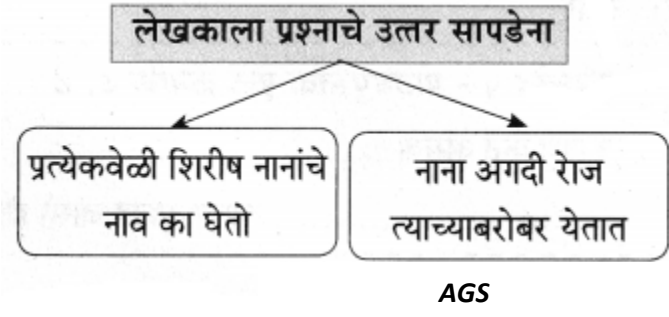 लेखकाला प्रश्नाचे उत्तर सापडेना
प्रत्येकवेळी शिरीष नानांचे
नाव का घेतो
नाना अगदी रोज
त्याच्याबरोबर येतात
AGS